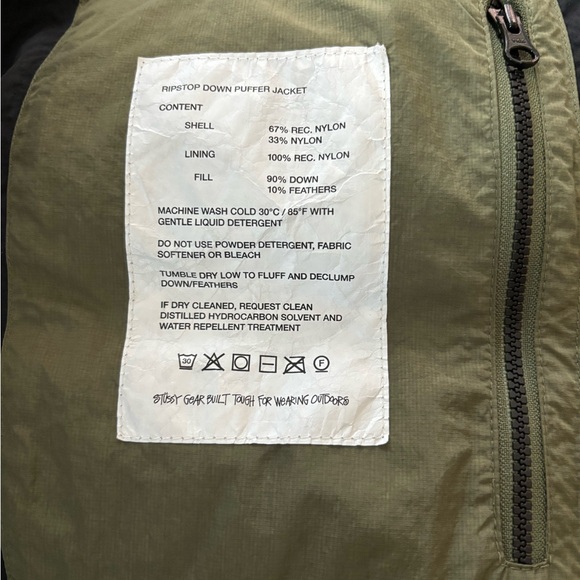 RIPSTOP DOWN PUFFER JACKET
CONTENT
SHELL 67% REC. NYLON
33% NYLON
LINING 100% REC. NYLON
FILL 90% DOWN
10% FEATHERS
MACHINE WASH COLD 30°C / 85°F WITH
GENTLE LIQUID DETERGENT
DO NOT USE POWDER DETERGENT, FABRIC
SOFTENER OR BLEACH
TUMBLE DRY LOW TO FLUFF AND DECLUMP
DOWN/FEATHERS
IF DRY CLEANED, REQUEST CLEAN
DISTILLED HYDROCARBON SOLVENT AND
WATER REPELLENT TREATMENT
30 F
STÜSSY GEAR BUILT TOUGH FOR WEARING OUTDOORS